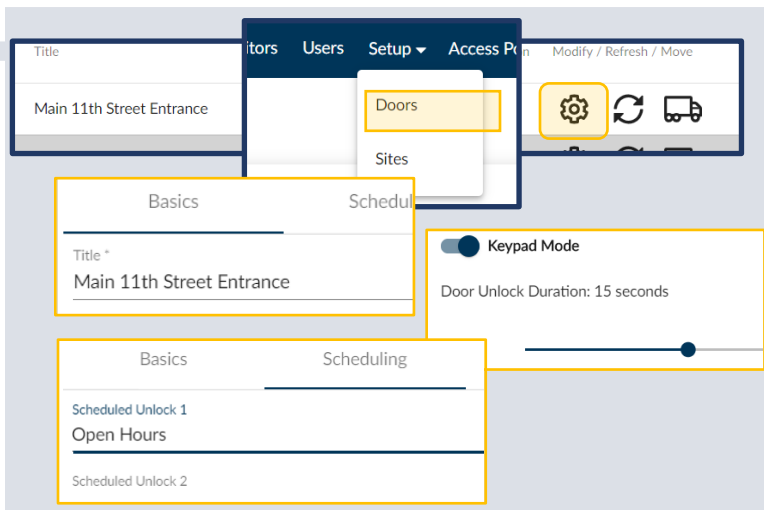 Title
itors Users Setup Access P
Modify / Refresh / Move
Main 11th Street Entrance
Doors
Sites
Basics Schedul
Title *
Main 11th Street Entrance
Keypad Mode
Door Unlock Duration: 15 seconds
Basics Scheduling
Scheduled Unlock 1
Open Hours
Scheduled Unlock 2